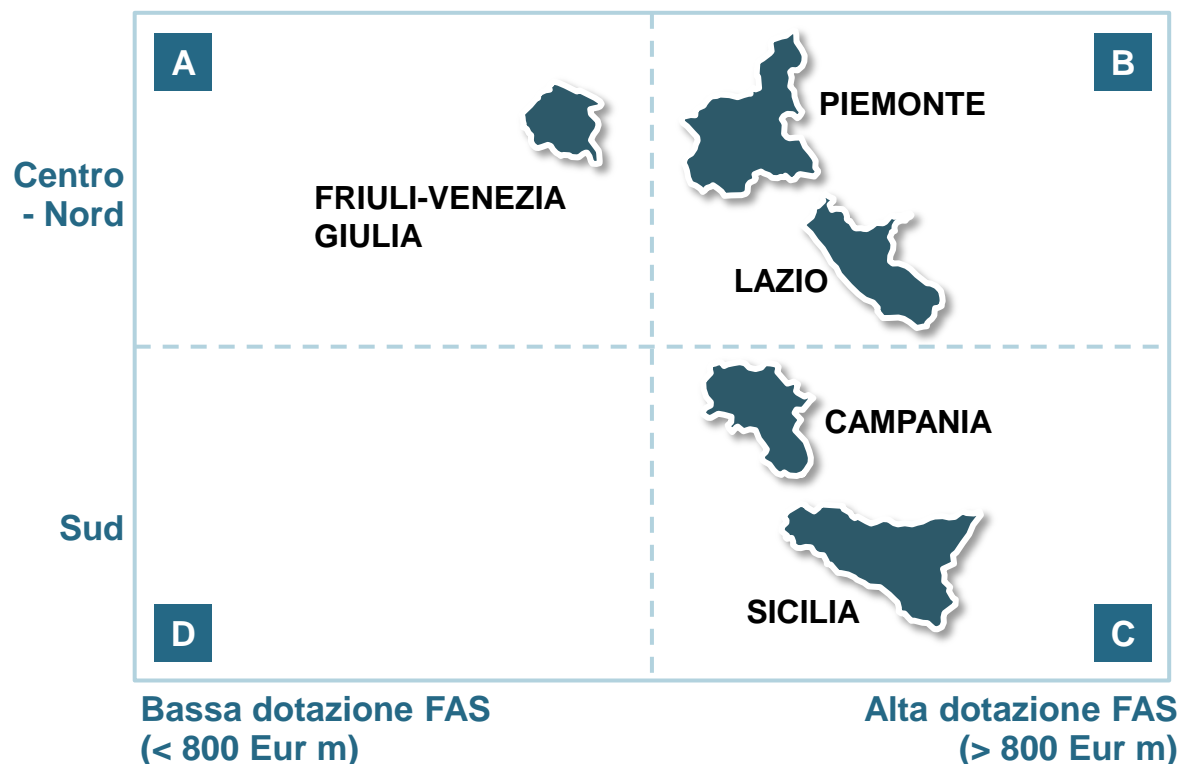 A
B
PIEMONTE
Centro
- Nord
FRIULI-VENEZIA
GIULIA
LAZIO
CAMPANIA
Sud
SICILIA
D
C
Bassa dotazione FAS
(< 800 Eur m)
Alta dotazione FAS
(> 800 Eur m)